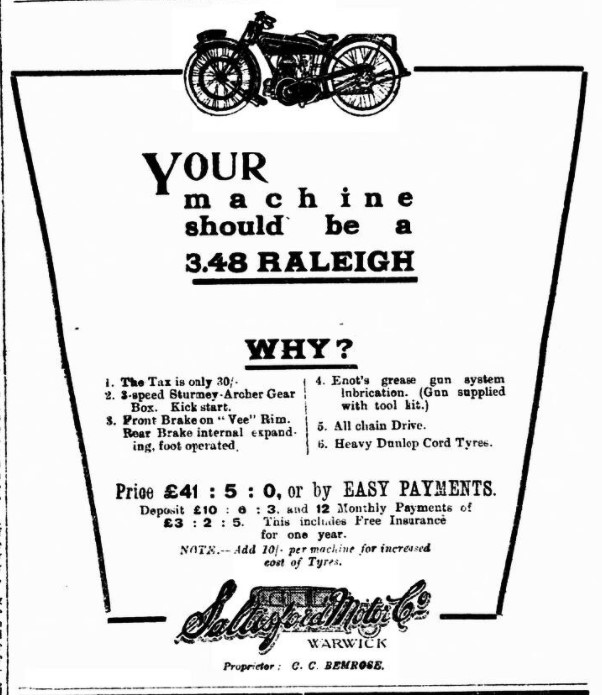 YOUR
machine
should be a
3.48 RALEIGH
WHY?
1. The Tax is only 30/-
2. 3-speed Sturmey-Archer Gear
Box. Kick start.
3. Front Brake on "Vee" Rim.
Rear Brake internal expand-
ing, foot operated.
4. Enot's grease gun system
lubrication. (Gun supplied
with tool kit.)
5. All chain Drive.
6. Heavy Dunlop Cord Tyres.
Price £41 : 5 : 0, or by EASY PAYMENTS.
Deposit £10 : 6 : 3, and 12 Monthly Payments of
£3 : 2 : 5. This includes Free Insurance
for one year.
NOTE.—Add 10/- per machine for increased
cost of Tyres.
Saltisford Motor Co
WARWICK
Proprietor: C. C. BEMROSE.